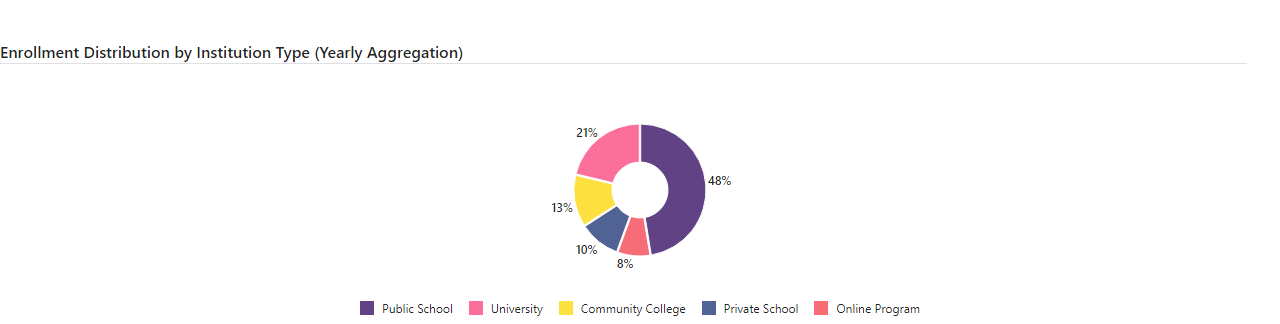 Enrollment Distribution by Institution Type (Yearly Aggregation)
21%
48%
13%
10%
8%
Public School University Community College Private School Online Program